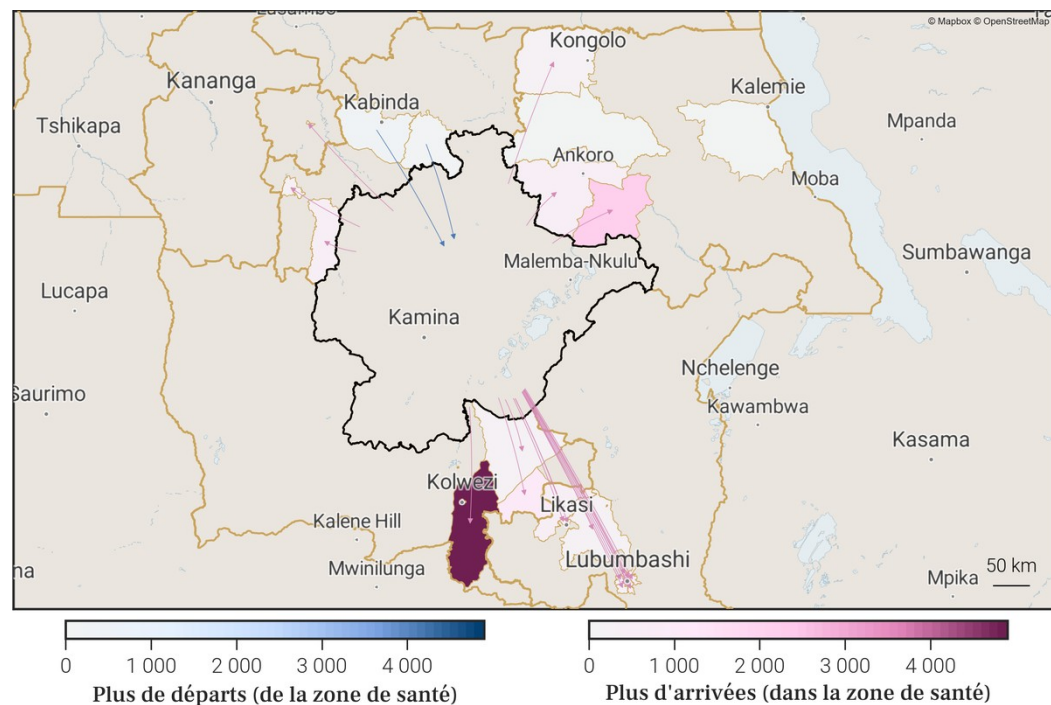 © Mapbox © OpenStreetMap
Kongolo
Kananga
Kabinda
Kalemie
Tshikapa
Mpanda
Ankoro
Moba
Malemba-Nkulu
Sumbawanga
Lucapa
Kamina
Nchelenge
Saurimo
Kawambwa
Kasama
Kolwezi
Likasi
Kalene Hill
Lubumbashi
na
Mwinilunga
Mpika
50 km
0 1 000 2 000 3 000 4 000
Plus de départs (de la zone de santé)
0 1 000 2 000 3 000 4 000
Plus d'arrivées (dans la zone de santé)